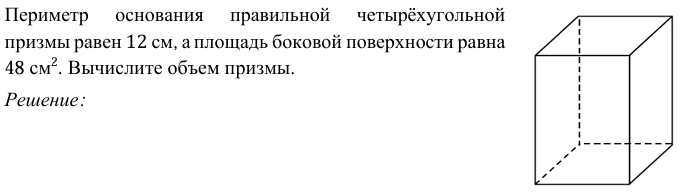 Периметр основания правильной четырёхугольной
призмы равен 12 см, а площадь боковой поверхности равна
48 см². Вычислите объем призмы.
Решение: